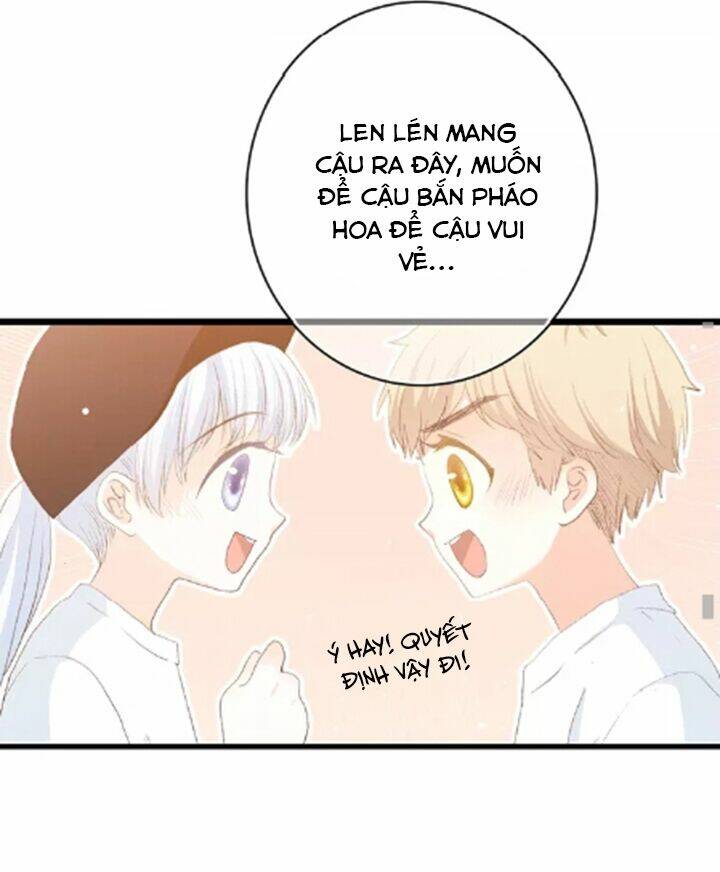 LEN LÉN MANG
CẬU RA ĐÂY, MUỐN
ĐỂ CẬU BẮN PHÁO
HOA ĐỂ CẬU VUI
VẺ...
Ý HAY! QUYẾT
ĐỊNH VẬY ĐI!